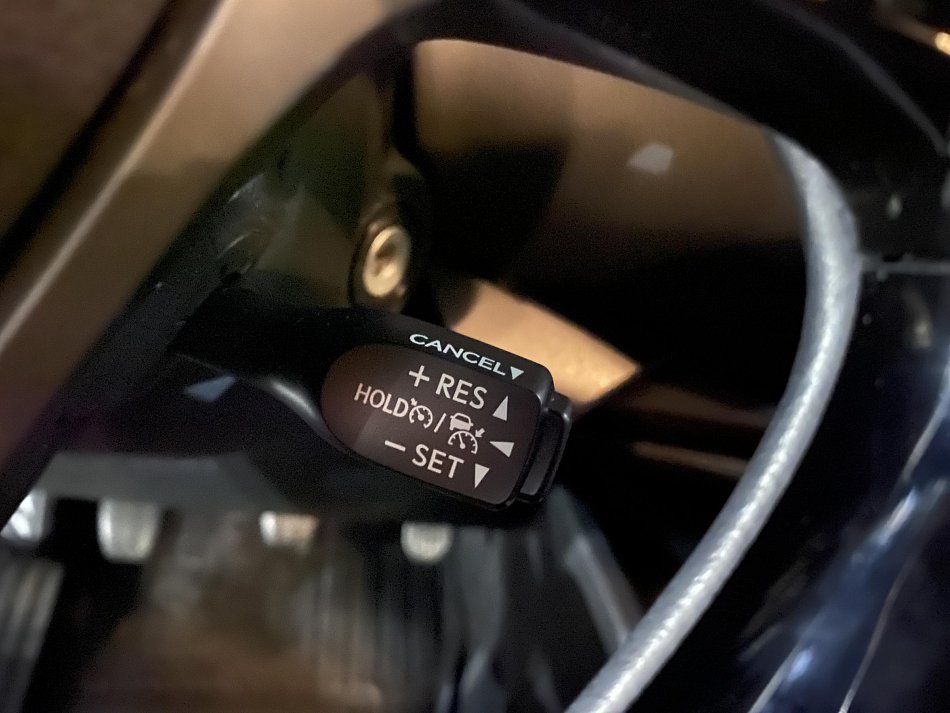 CANCEL▼
+ RES ▲
HOLD / ◀
− SET ▼